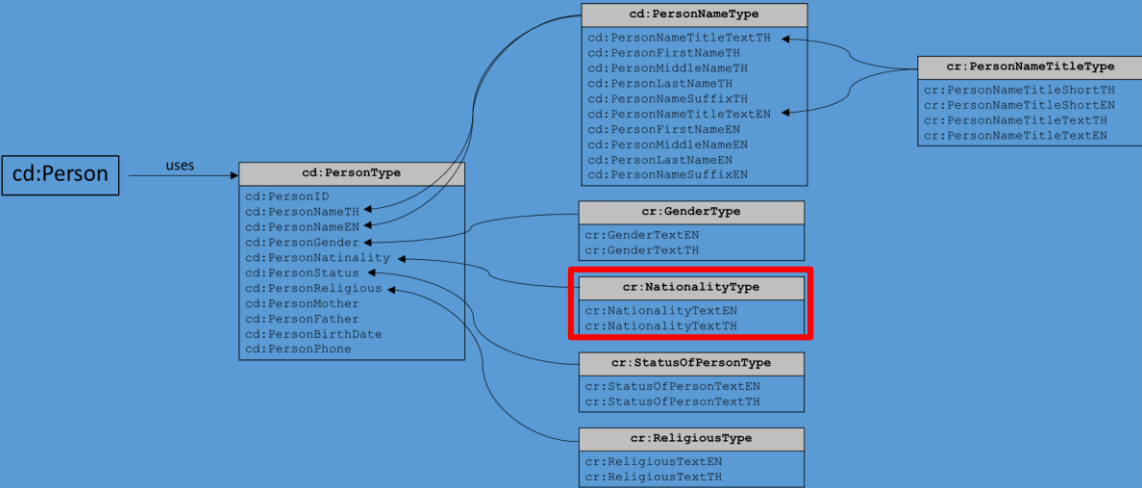 cd:Person
uses
cd:PersonType
cd:PersonID
cd:PersonNameTH
cd:PersonNameEN
cd:PersonGender
cd:PersonNatinality
cd:PersonStatus
cd:PersonReligious
cd:PersonMother
cd:PersonFather
cd:PersonBirthDate
cd:PersonPhone
cd:PersonNameType
cd:PersonNameTitleTextTH
cd:PersonFirstNameTH
cd:PersonMiddleNameTH
cd:PersonLastNameTH
cd:PersonNameSuffixTH
cd:PersonNameTitleTextEN
cd:PersonFirstNameEN
cd:PersonMiddleNameEN
cd:PersonLastNameEN
cd:PersonNameSuffixEN
cr:PersonNameTitleType
cr:PersonNameTitleShortTH
cr:PersonNameTitleShortEN
cr:PersonNameTitleTextTH
cr:PersonNameTitleTextEN
cr:GenderType
cr:GenderTextEN
cr:GenderTextTH
cr:NationalityType
cr:NationalityTextEN
cr:NationalityTextTH
cr:StatusOfPersonType
cr:StatusOfPersonTextEN
cr:StatusOfPersonTextTH
cr:ReligiousType
cr:ReligiousTextEN
cr:ReligiousTextTH